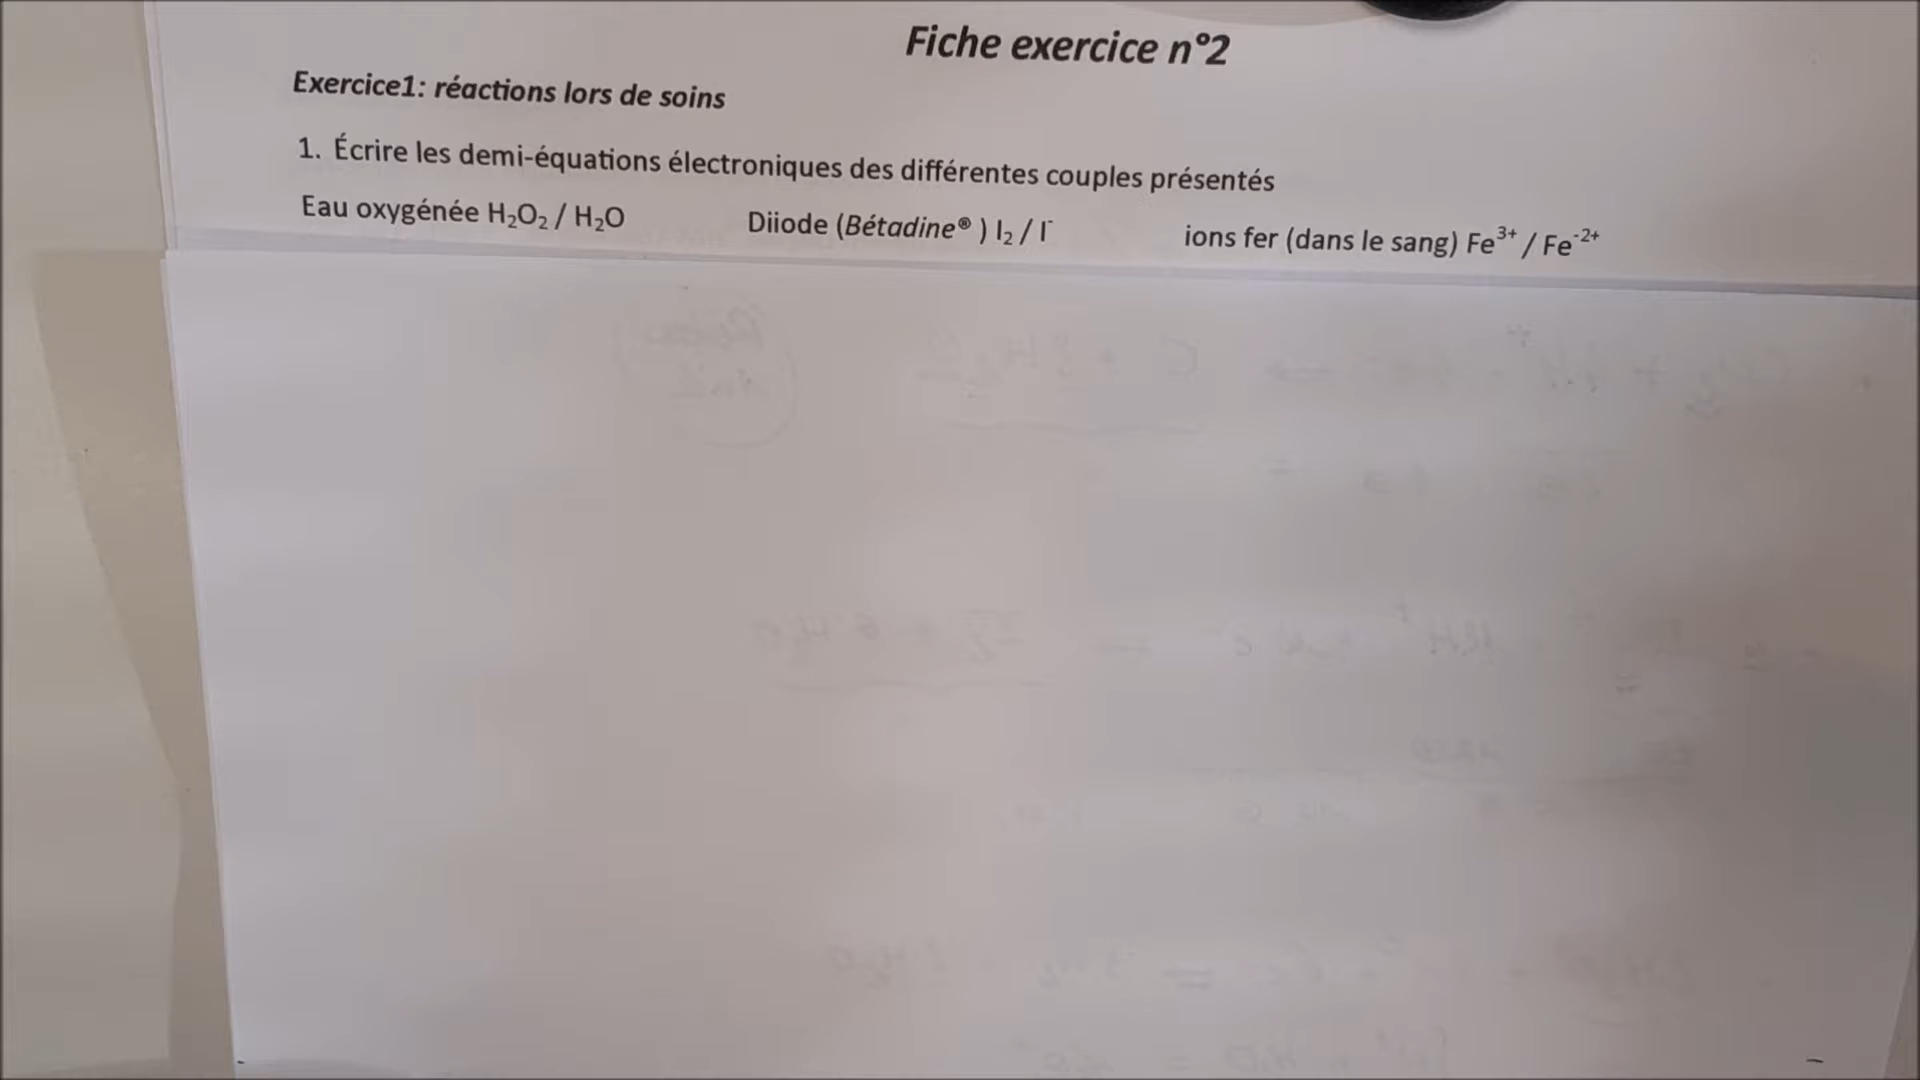 Fiche exercice n°2
Exercice1: réactions lors de soins
1. Écrire les demi-équations électroniques des différentes couples présentés
Eau oxygénée H₂O₂ / H₂O Diiode (Bétadine® ) I₂ / I⁻ ions fer (dans le sang) Fe³⁺ / Fe⁻²⁺